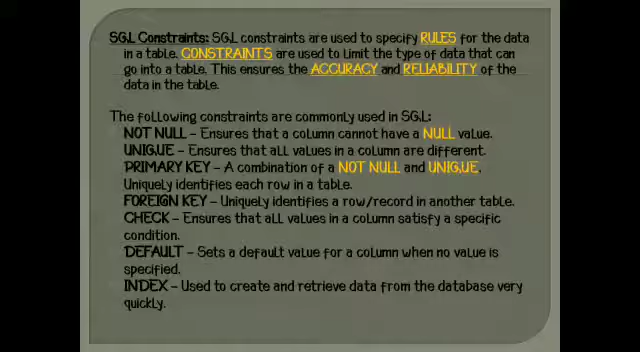 SQL Constraints: SQL constraints are used to specify RULES for the data
in a table. CONSTRAINTS are used to limit the type of data that can
go into a table. This ensures the ACCURACY and RELIABILITY of the
data in the table.
The following constraints are commonly used in SQL:
NOT NULL – Ensures that a column cannot have a NULL value.
UNIQUE – Ensures that all values in a column are different.
PRIMARY KEY – A combination of a NOT NULL and UNIQUE.
Uniquely identifies each row in a table.
FOREIGN KEY – Uniquely identifies a row/record in another table.
CHECK – Ensures that all values in a column satisfy a specific
condition.
DEFAULT – Sets a default value for a column when no value is
specified.
INDEX – Used to create and retrieve data from the database very
quickly.